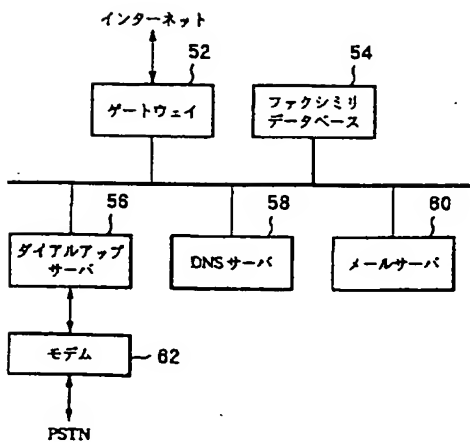 インターネット
52
54
ゲートウェイ
ファクシミリ
データベース
56
58
60
ダイアルアップ
サーバ
DNSサーバ
メールサーバ
モデム
62
PSTN